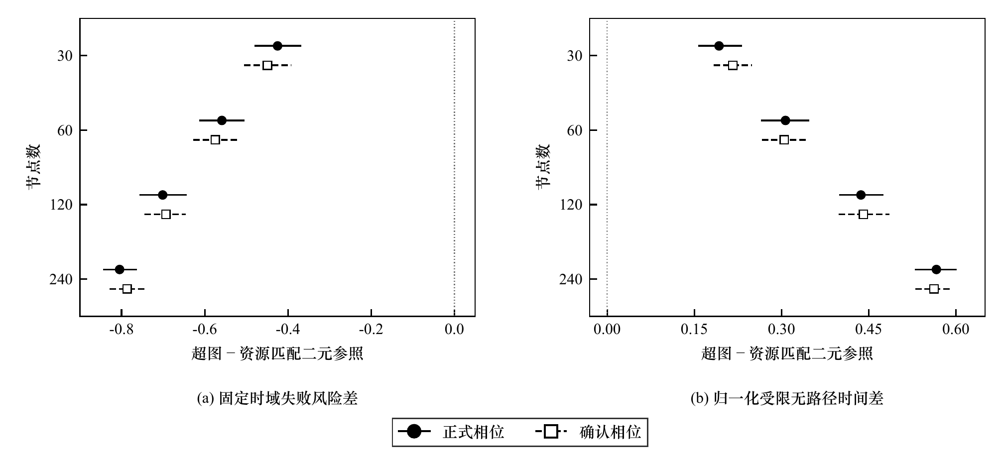 30
60
120
240
节点数
-0.8 -0.6 -0.4 -0.2 0.0
超图 − 资源匹配二元参照
(a) 固定时域失败风险差
30
60
120
240
节点数
0.00 0.15 0.30 0.45 0.60
超图 − 资源匹配二元参照
(b) 归一化受限无路径时间差
正式相位 确认相位